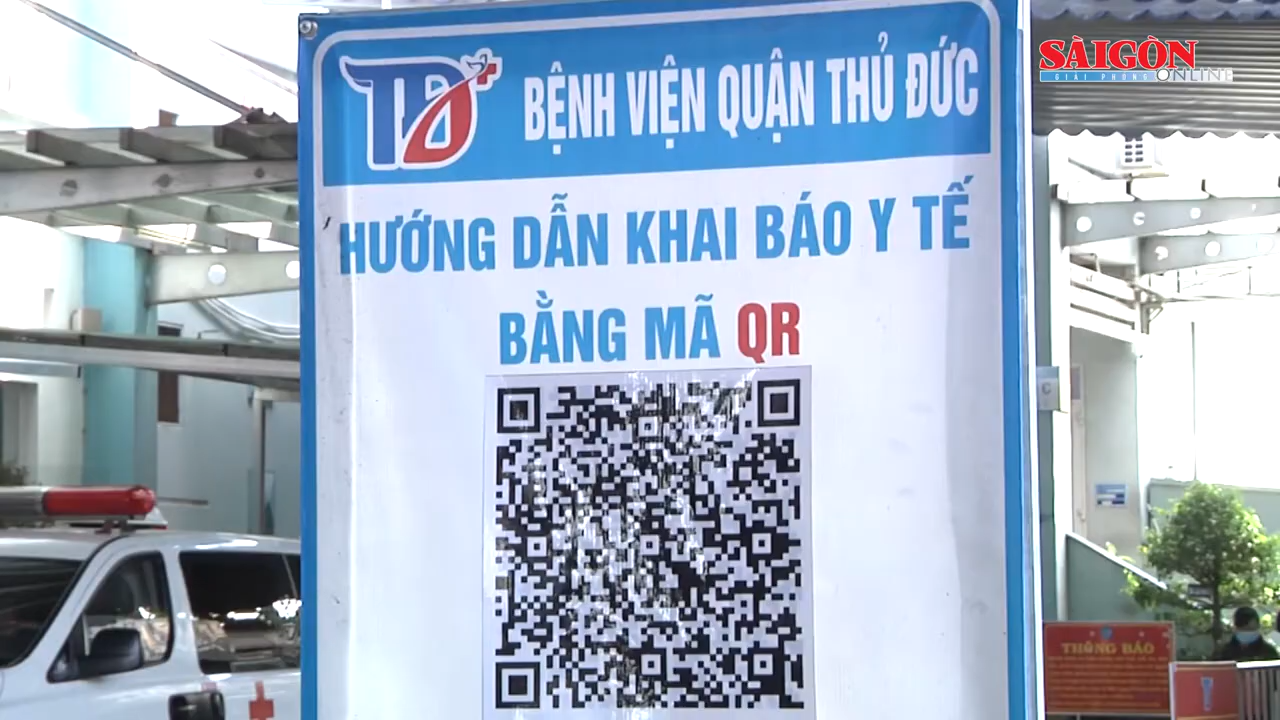 SÀIGÒN
GIẢI PHÓNG ONLINE
TĐ BỆNH VIỆN QUẬN THỦ ĐỨC
HƯỚNG DẪN KHAI BÁO Y TẾ
BẰNG MÃ QR
THÔNG BÁO